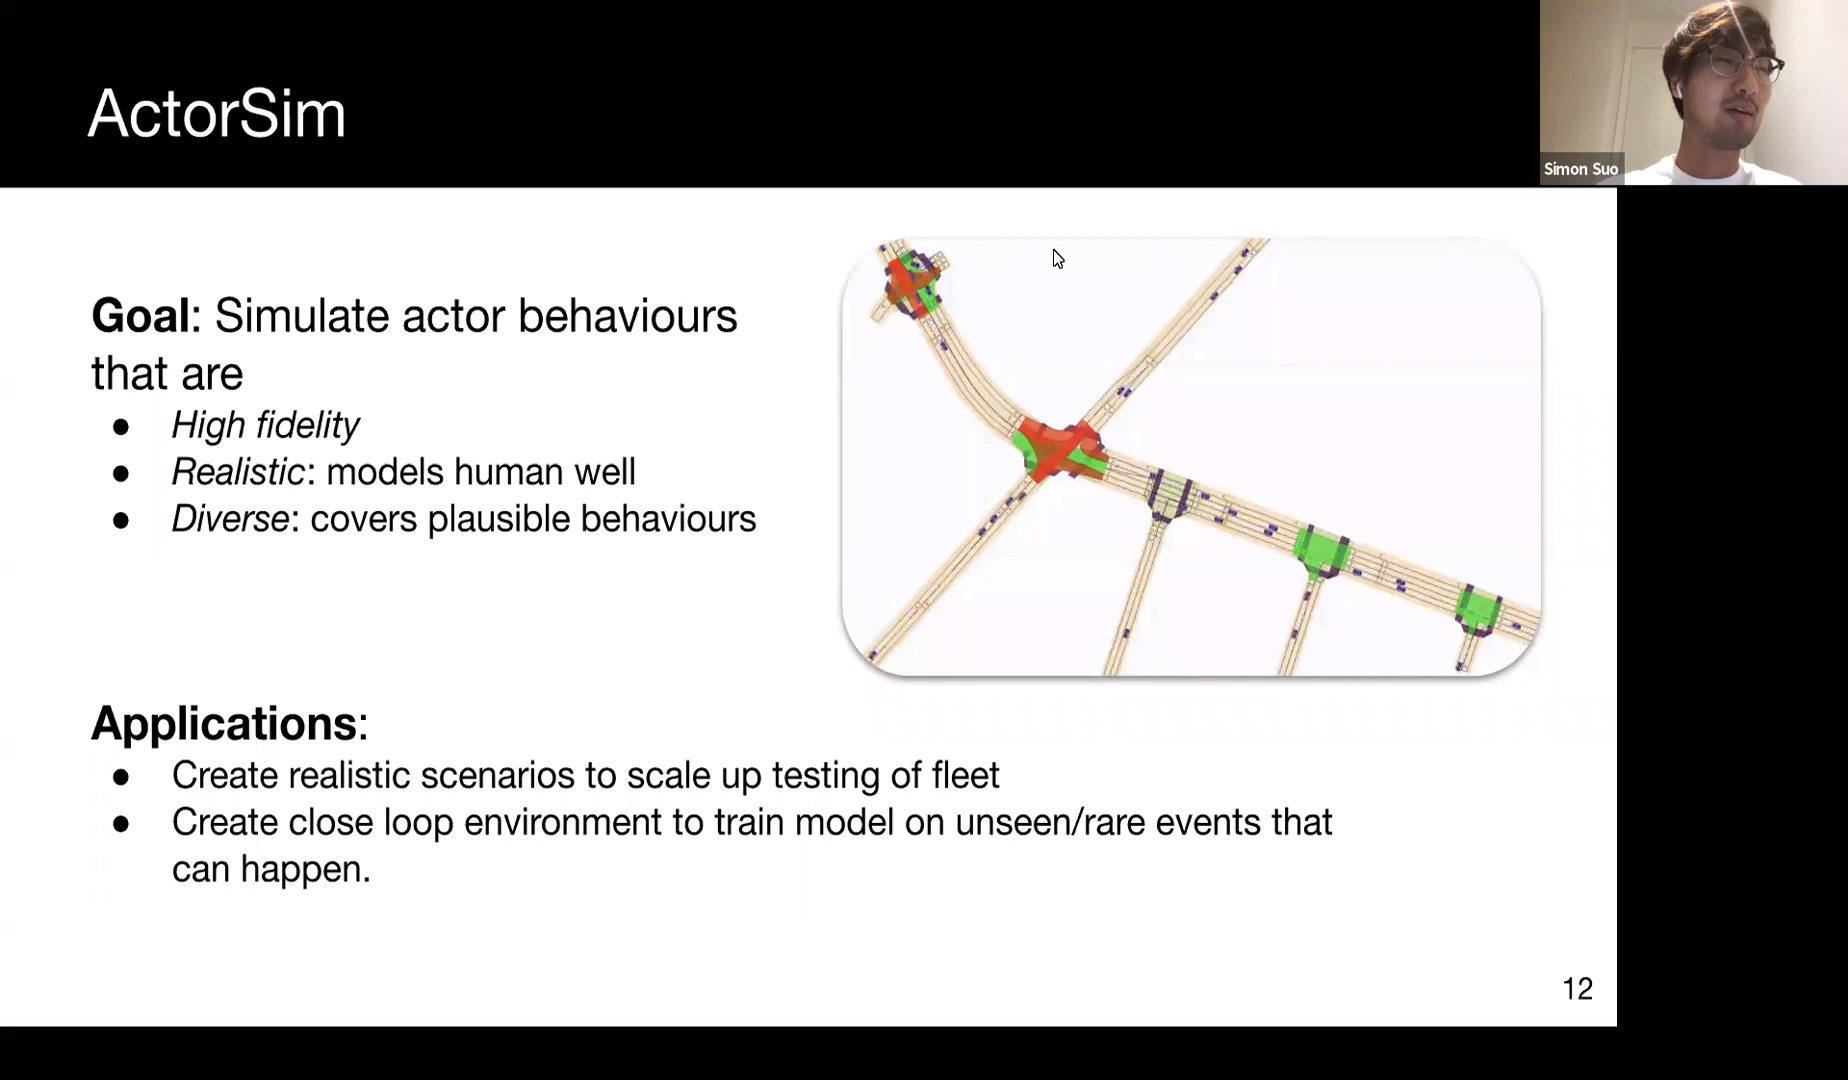 ActorSim
Simon Suo
Goal: Simulate actor behaviours
that are
● High fidelity
● Realistic: models human well
● Diverse: covers plausible behaviours
Applications:
● Create realistic scenarios to scale up testing of fleet
● Create close loop environment to train model on unseen/rare events that
can happen.
12